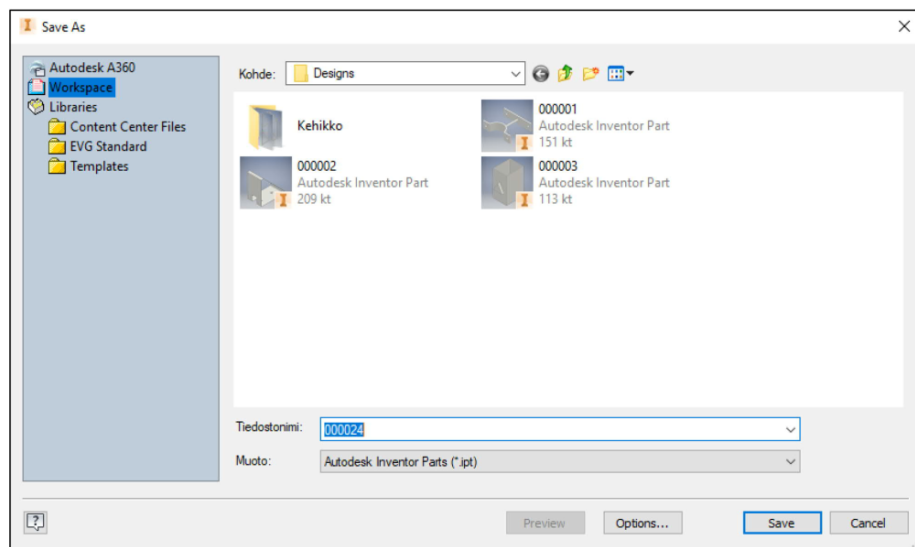 Save As
Autodesk A360
Workspace
Libraries
Content Center Files
EVG Standard
Templates
Kohde:
Designs
Kehikko
000001
Autodesk Inventor Part
151 kt
000002
Autodesk Inventor Part
209 kt
000003
Autodesk Inventor Part
113 kt
Tiedostonimi:
000024
Muoto:
Autodesk Inventor Parts (*.ipt)
Preview
Options...
Save
Cancel